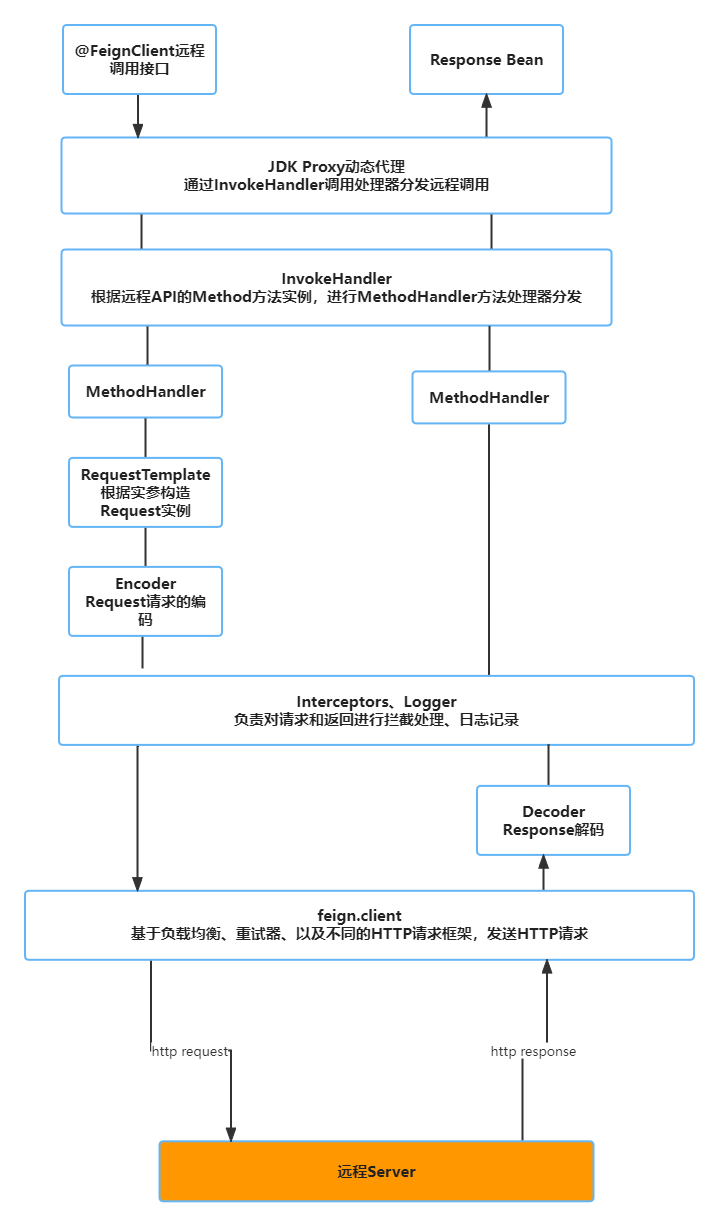 @FeignClient远程
调用接口
Response Bean
JDK Proxy动态代理
通过InvokeHandler调用处理器分发远程调用
InvokeHandler
根据远程API的Method方法实例，进行MethodHandler方法处理器分发
MethodHandler
MethodHandler
RequestTemplate
根据实参构造
Request实例
Encoder
Request请求的编
码
Interceptors、Logger
负责对请求和返回进行拦截处理、日志记录
Decoder
Response解码
feign.client
基于负载均衡、重试器、以及不同的HTTP请求框架，发送HTTP请求
http request
http response
远程Server